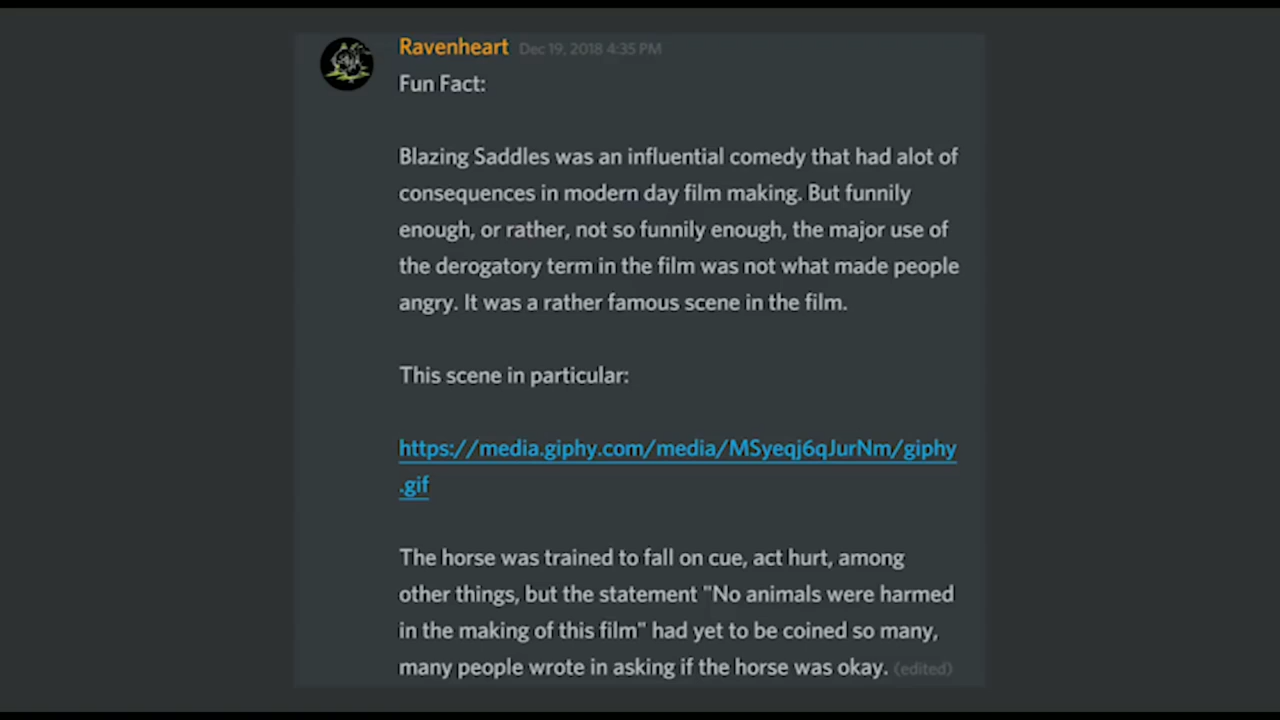 Ravenheart Dec 19, 2018 4:35 PM
Fun Fact:
Blazing Saddles was an influential comedy that had alot of
consequences in modern day film making. But funnily
enough, or rather, not so funnily enough, the major use of
the derogatory term in the film was not what made people
angry. It was a rather famous scene in the film.
This scene in particular:
https://media.giphy.com/media/MSyeqj6qJurNm/giphy
.gif
The horse was trained to fall on cue, act hurt, among
other things, but the statement "No animals were harmed
in the making of this film" had yet to be coined so many,
many people wrote in asking if the horse was okay. (edited)